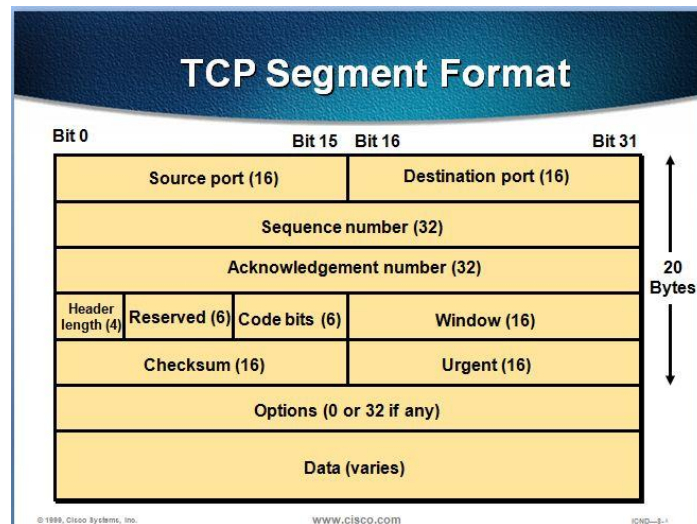 TCP Segment Format
Bit 0 Bit 15 Bit 16 Bit 31
Source port (16) Destination port (16)
Sequence number (32)
Acknowledgement number (32)
20
Bytes
Header
length (4) Reserved (6) Code bits (6) Window (16)
Checksum (16) Urgent (16)
Options (0 or 32 if any)
Data (varies)
© 1999, Cisco Systems, Inc. www.cisco.com